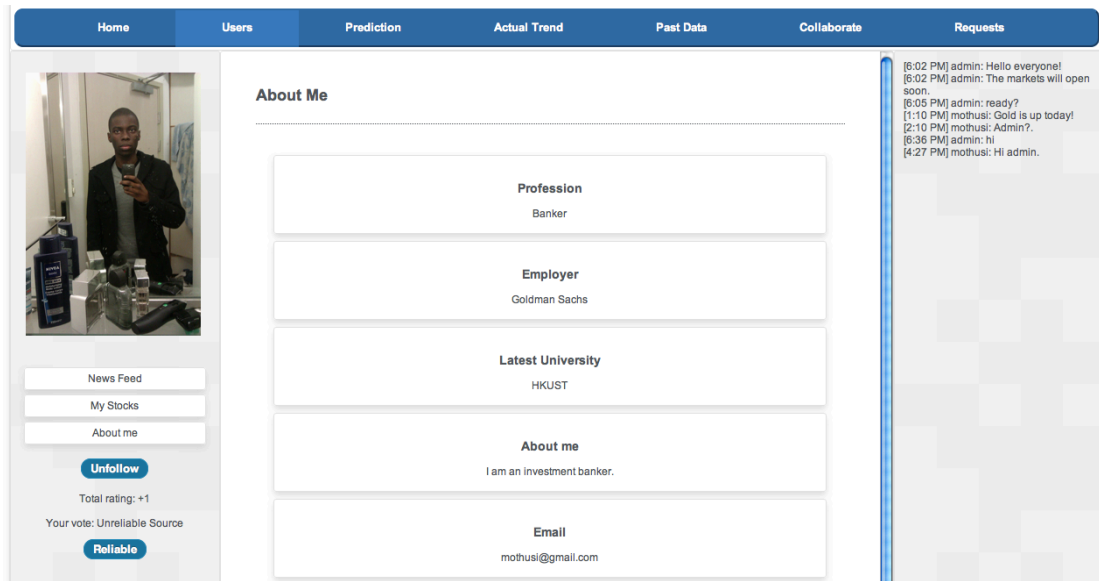 Home Users Prediction Actual Trend Past Data Collaborate Requests
NIVEA
News Feed
My Stocks
About me
Unfollow
Total rating: +1
Your vote: Unreliable Source
Reliable
About Me
Profession
Banker
Employer
Goldman Sachs
Latest University
HKUST
About me
I am an investment banker.
Email
mothusi@gmail.com
[6:02 PM] admin: Hello everyone!
[6:02 PM] admin: The markets will open
soon.
[6:05 PM] admin: ready?
[1:10 PM] mothusi: Gold is up today!
[2:10 PM] mothusi: Admin?.
[6:36 PM] admin: hi
[4:27 PM] mothusi: Hi admin.